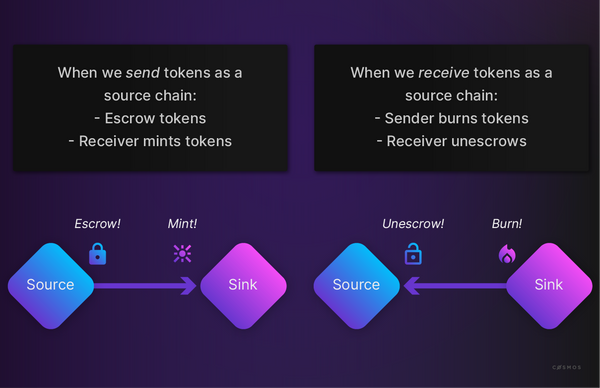 When we send tokens as a
source chain:
- Escrow tokens
- Receiver mints tokens
When we receive tokens as a
source chain:
- Sender burns tokens
- Receiver unescrows
Escrow!
Mint!
Source
Sink
Unescrow!
Burn!
Source
Sink
COSMOS